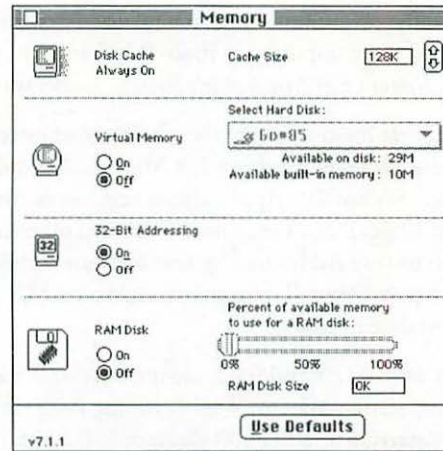 Memory
Disk Cache
Always On
Cache Size
128K
Select Hard Disk:
Virtual Memory
On
Off
Available on disk: 29M
Available built-in memory: 10M
32
32-Bit Addressing
On
Off
Percent of available memory
to use for a RAM disk:
RAM Disk
On
Off
0% 50% 100%
RAM Disk Size
0K
Use Defaults
v7.1.1